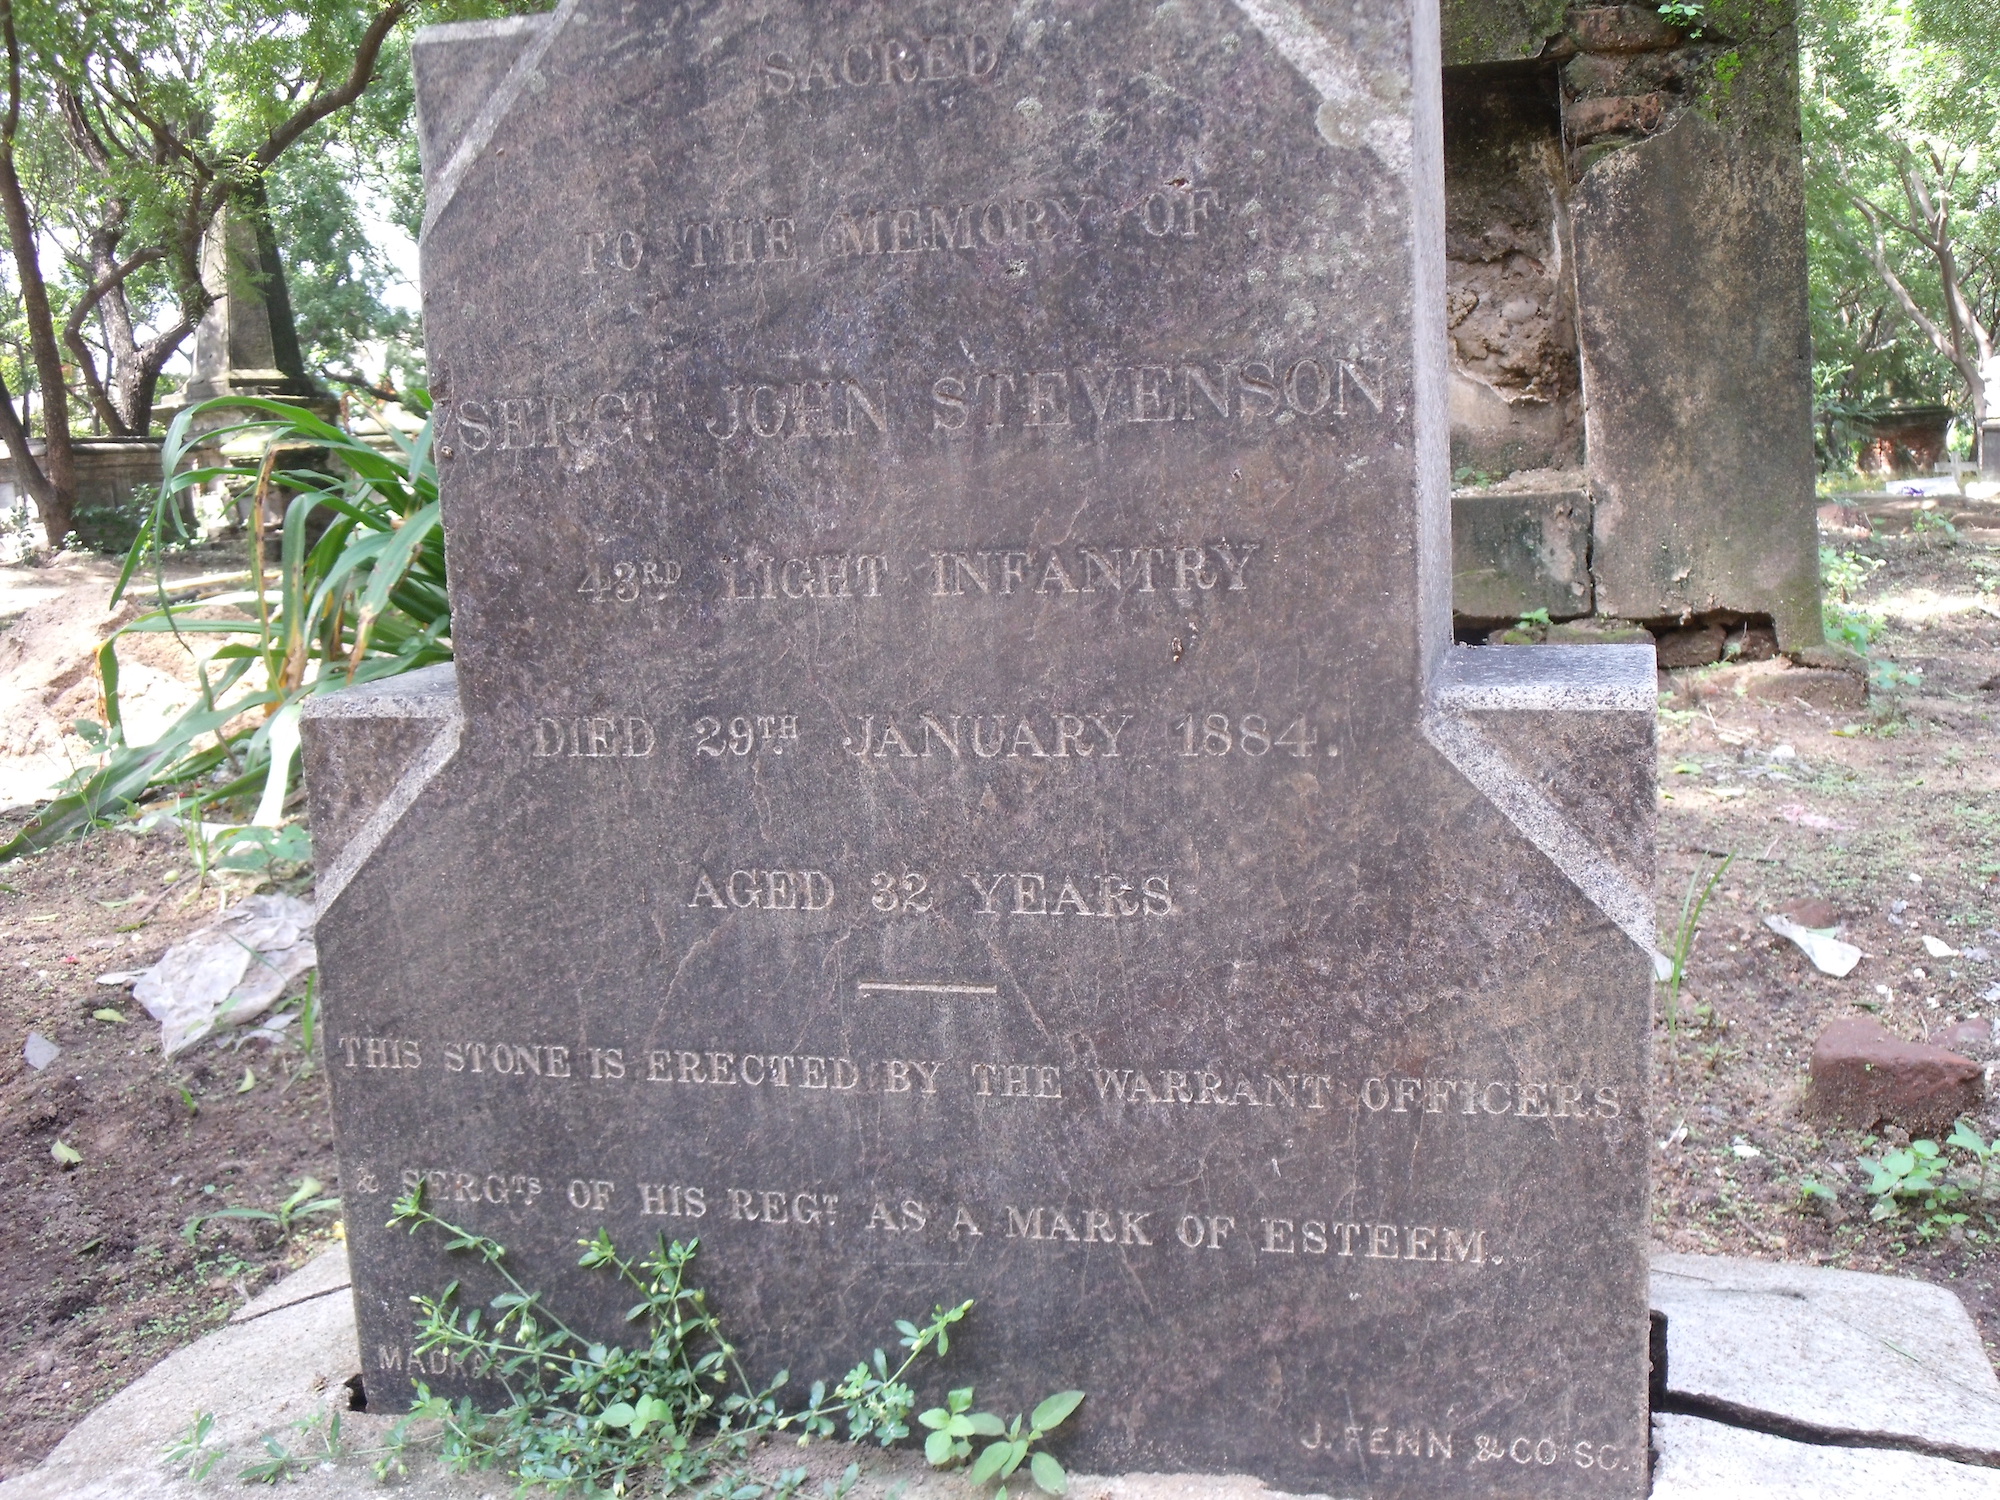 SACRED
TO THE MEMORY OF
SERGT. JOHN STEVENSON,
43RD. LIGHT INFANTRY
DIED 29TH. JANUARY 1884.
AGED 32 YEARS
THIS STONE IS ERECTED BY THE WARRANT OFFICERS
& SERGTS OF HIS REGT. AS A MARK OF ESTEEM.
MADRAS
J. FENN & CO SC.